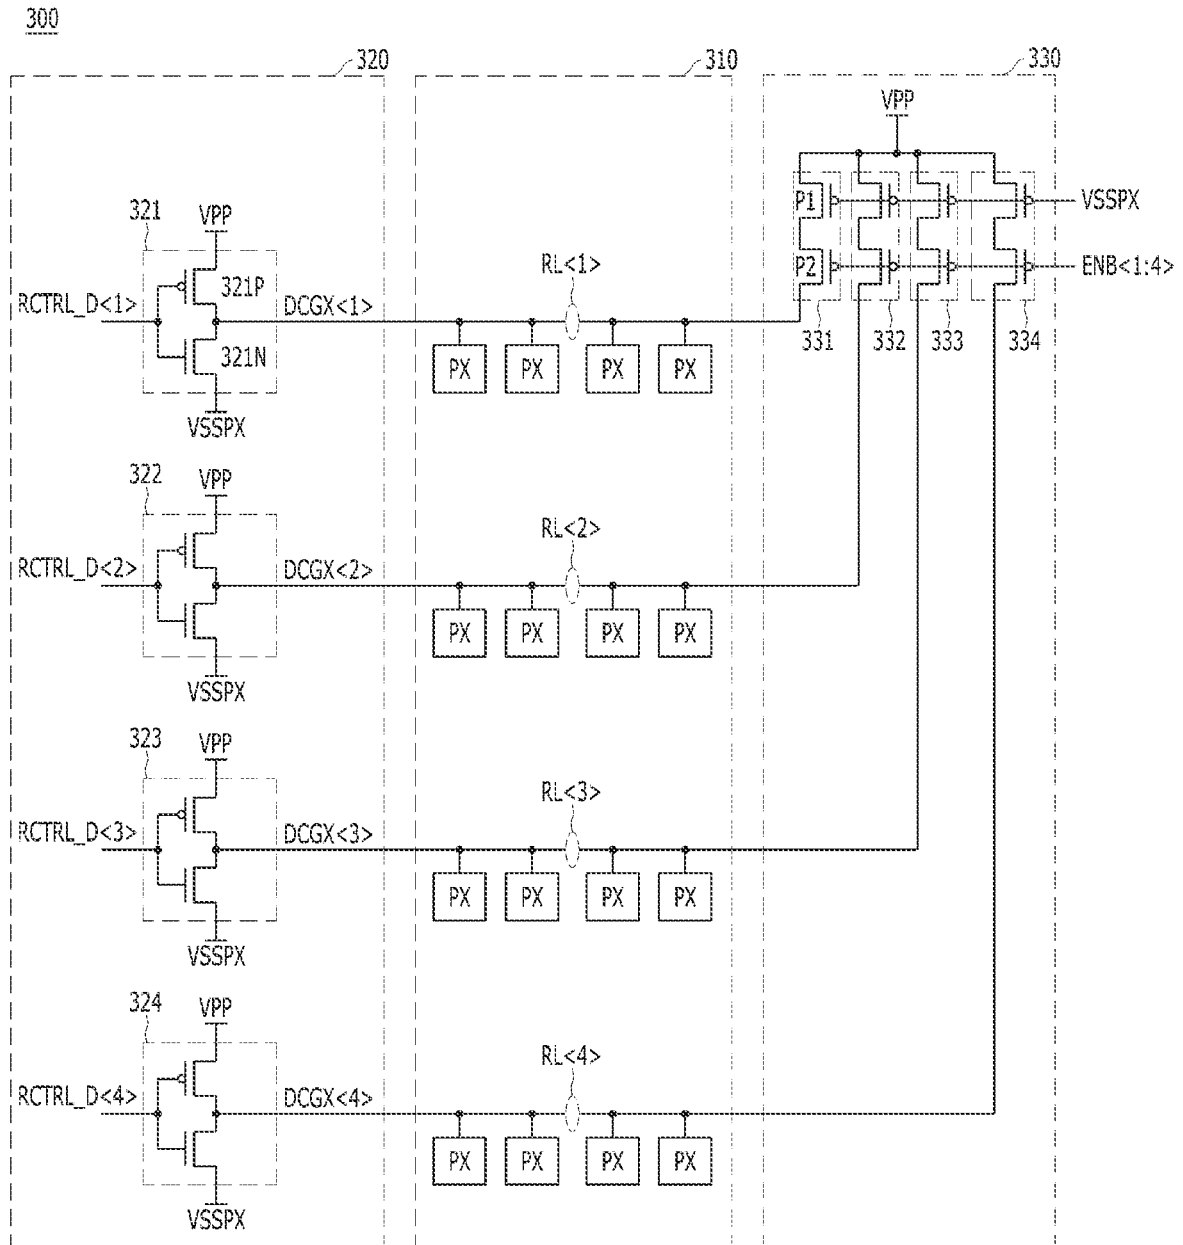 300
320
310
330
VPP
321
VPP
P1
VSSPX
321P
RL<1>
P2
ENB<1:4>
RCTRL_D<1>
DCGX<1>
331
332
333
334
321N
PX PX PX PX
VSSPX
322
VPP
RL<2>
RCTRL_D<2>
DCGX<2>
PX PX PX PX
VSSPX
323
VPP
RL<3>
RCTRL_D<3>
DCGX<3>
PX PX PX PX
VSSPX
324
VPP
RL<4>
RCTRL_D<4>
DCGX<4>
PX PX PX PX
VSSPX